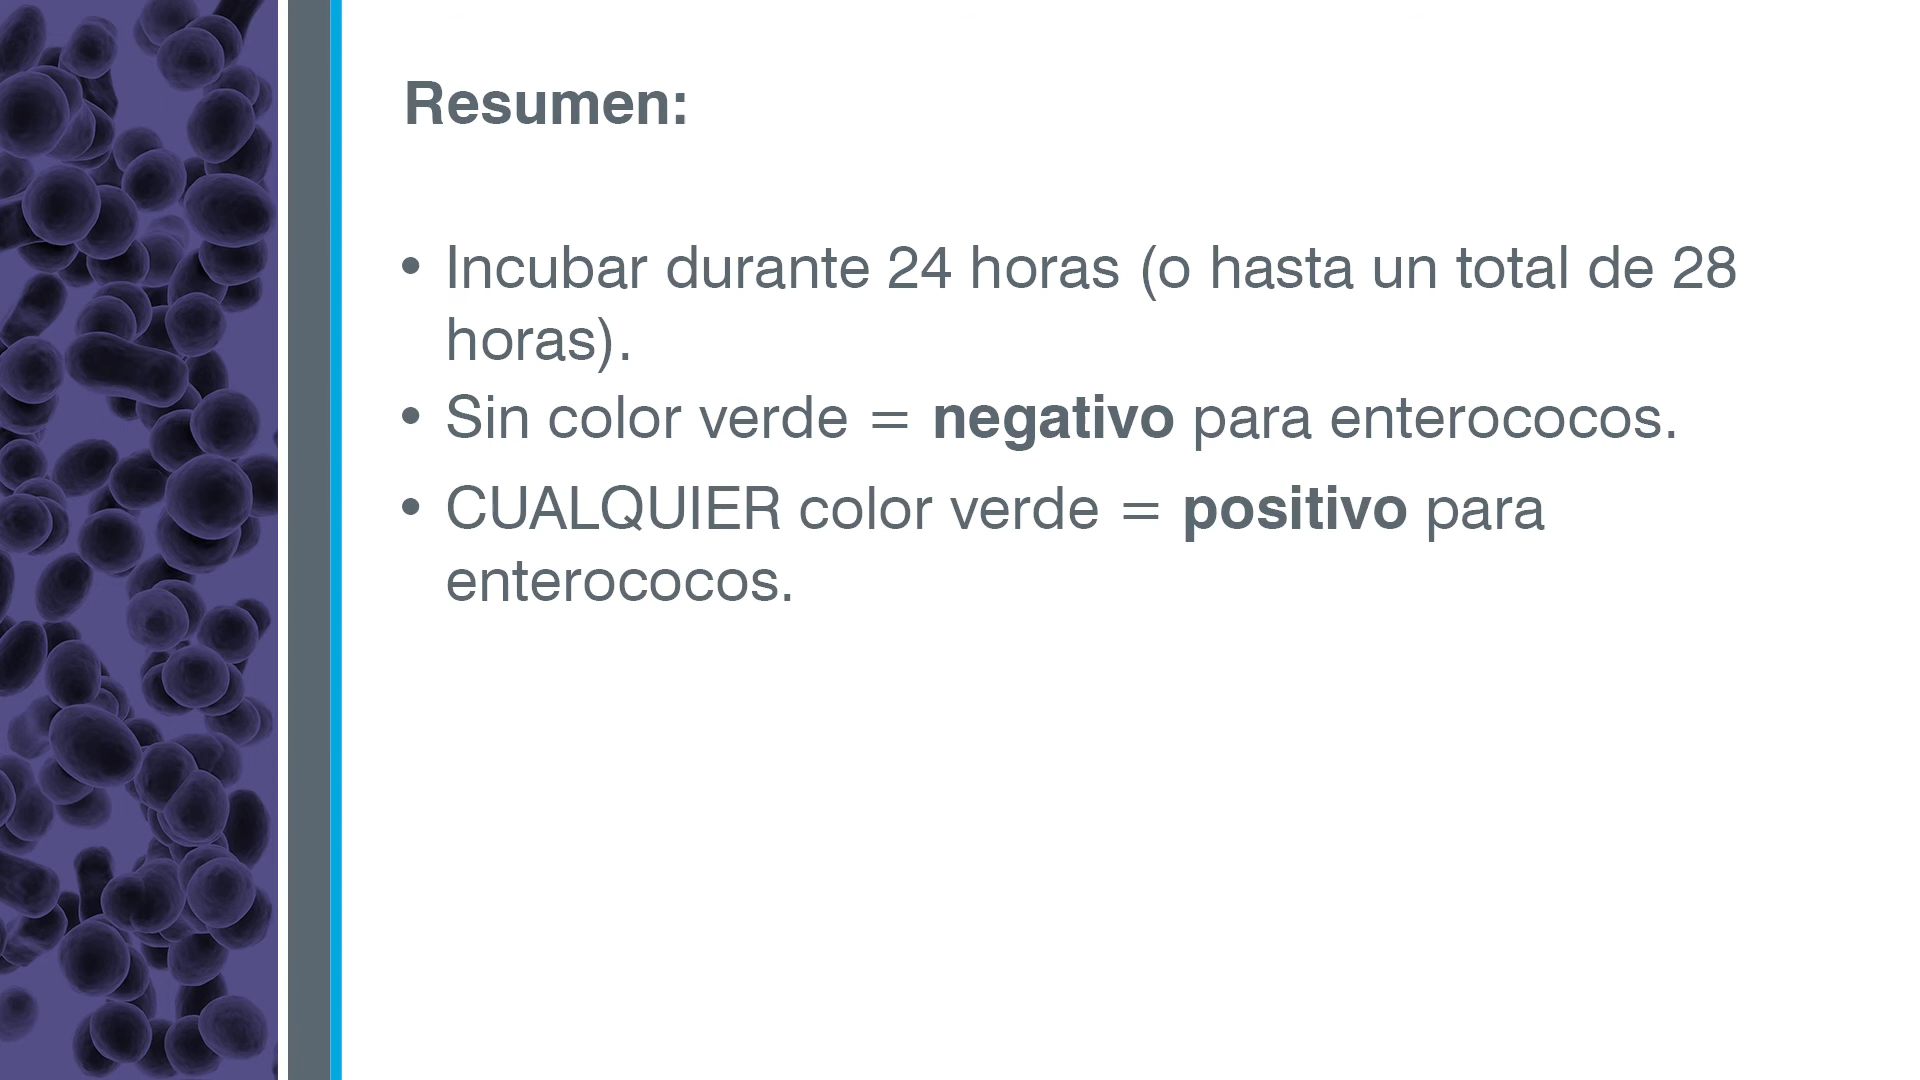 Resumen:
• Incubar durante 24 horas (o hasta un total de 28
horas).
• Sin color verde = negativo para enterococos.
• CUALQUIER color verde = positivo para
enterococos.